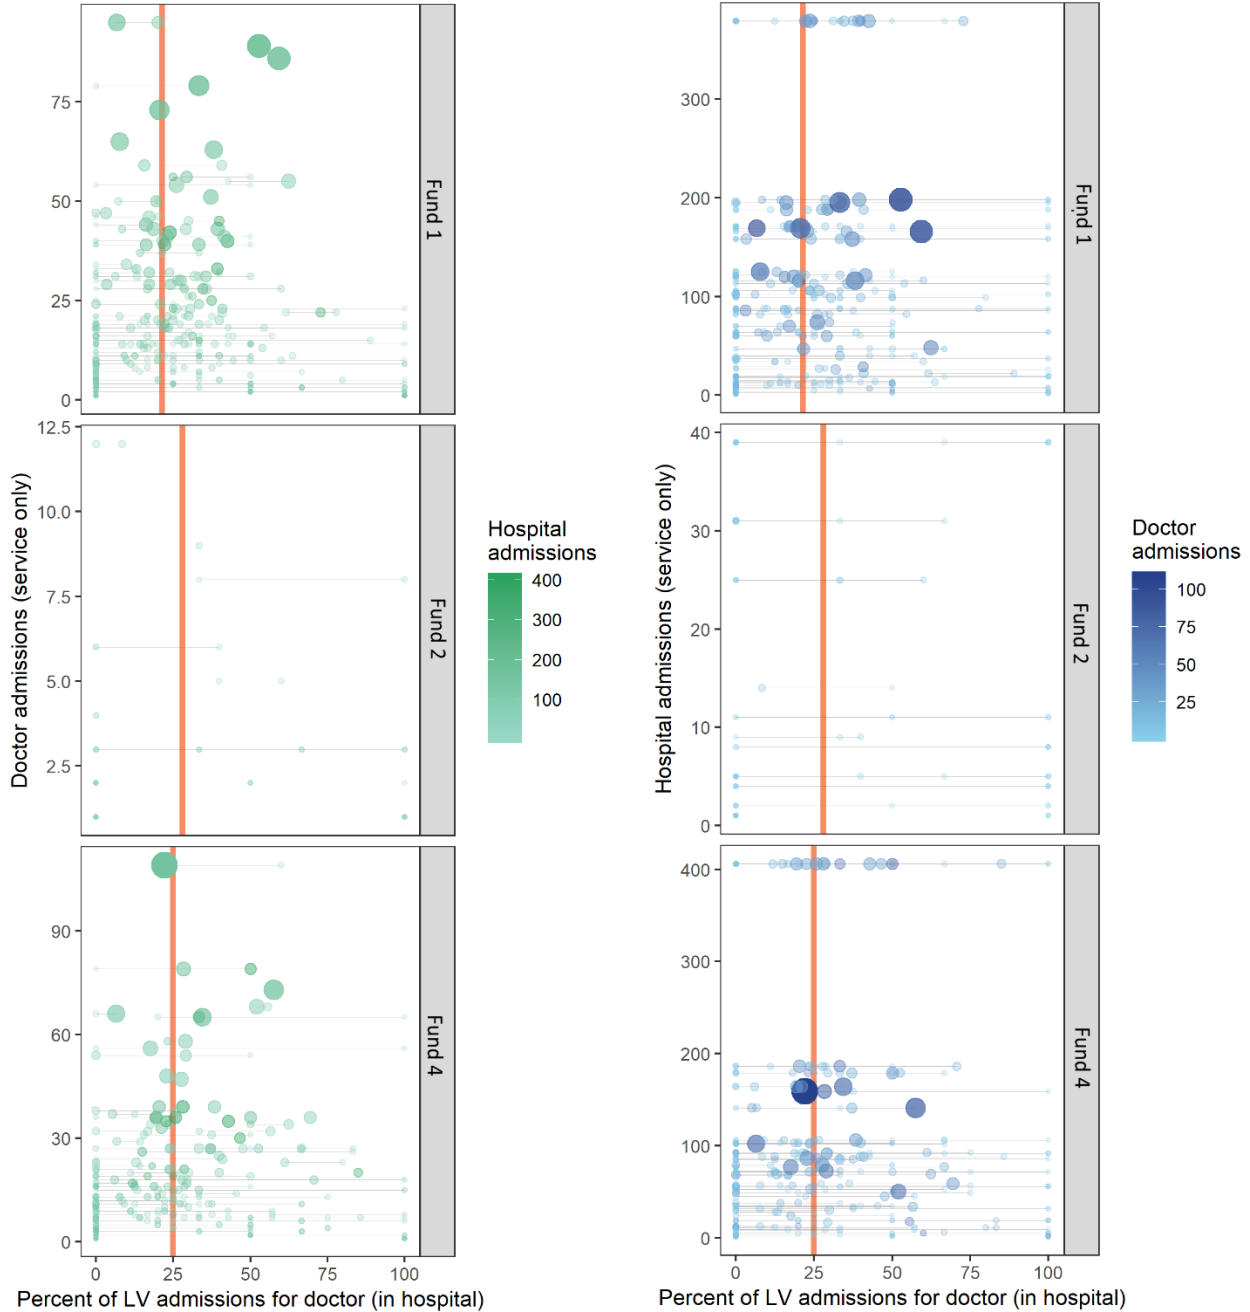 75
50
25
0
Fund 1
12.5
10.0
7.5
5.0
2.5
Fund 2
90
60
30
0
Fund 4
0 25 50 75 100
Percent of LV admissions for doctor (in hospital)
Doctor admissions (service only)
Hospital
admissions
400
300
200
100
300
200
100
0
Fund 1
40
30
20
10
0
Fund 2
400
300
200
100
0
Fund 4
0 25 50 75 100
Percent of LV admissions for doctor (in hospital)
Hospital admissions (service only)
Doctor
admissions
100
75
50
25